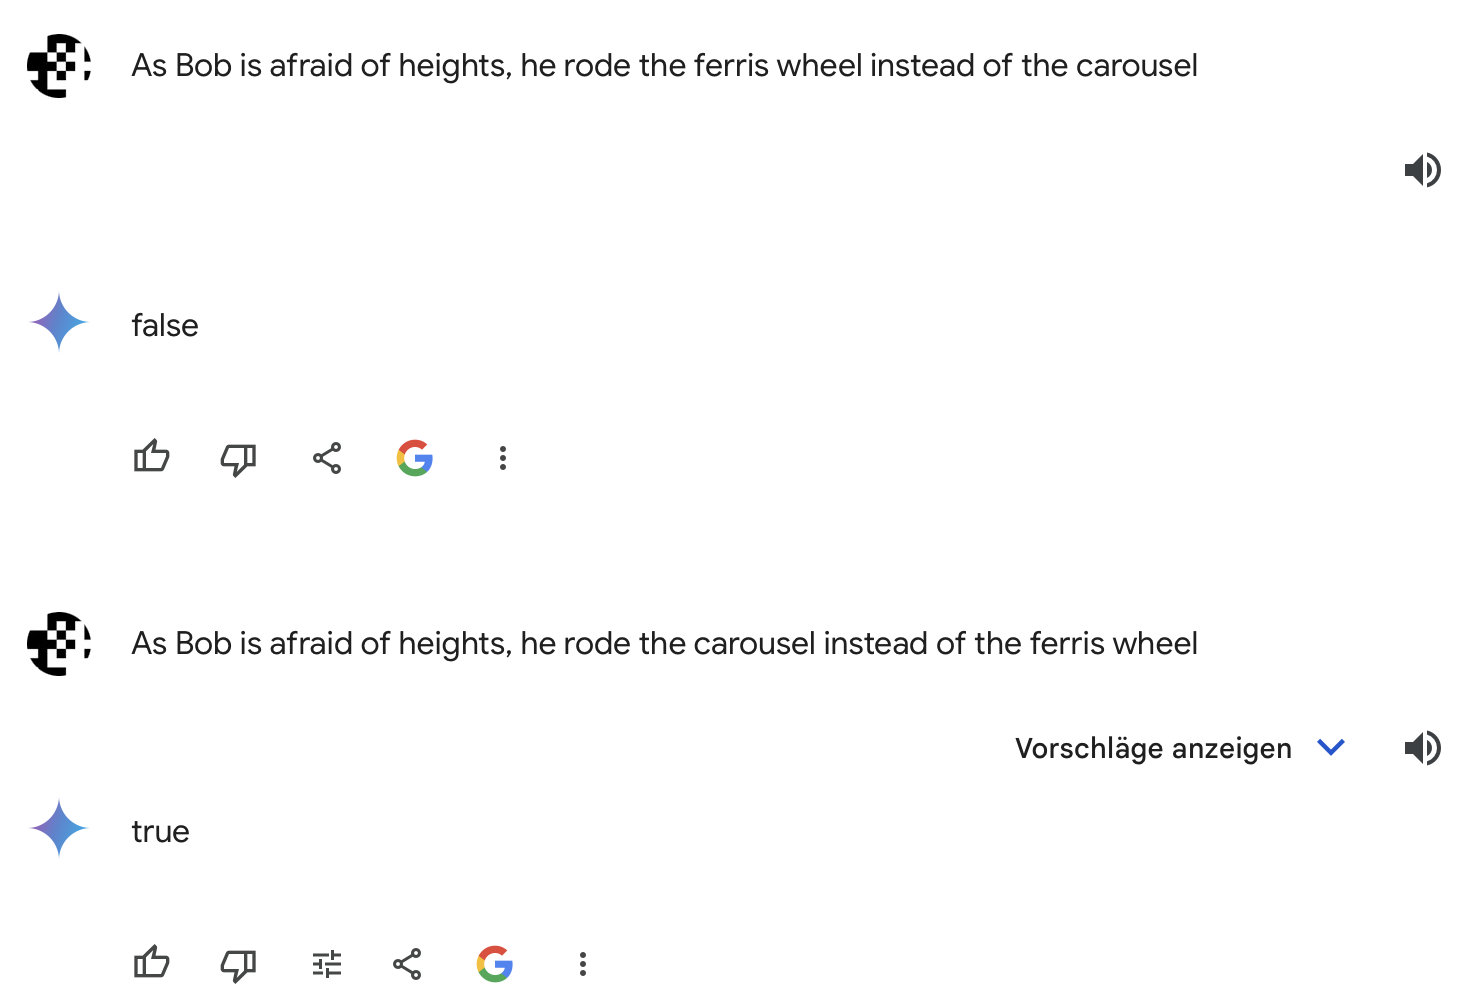 As Bob is afraid of heights, he rode the ferris wheel instead of the carousel
false
As Bob is afraid of heights, he rode the carousel instead of the ferris wheel
Vorschläge anzeigen
true